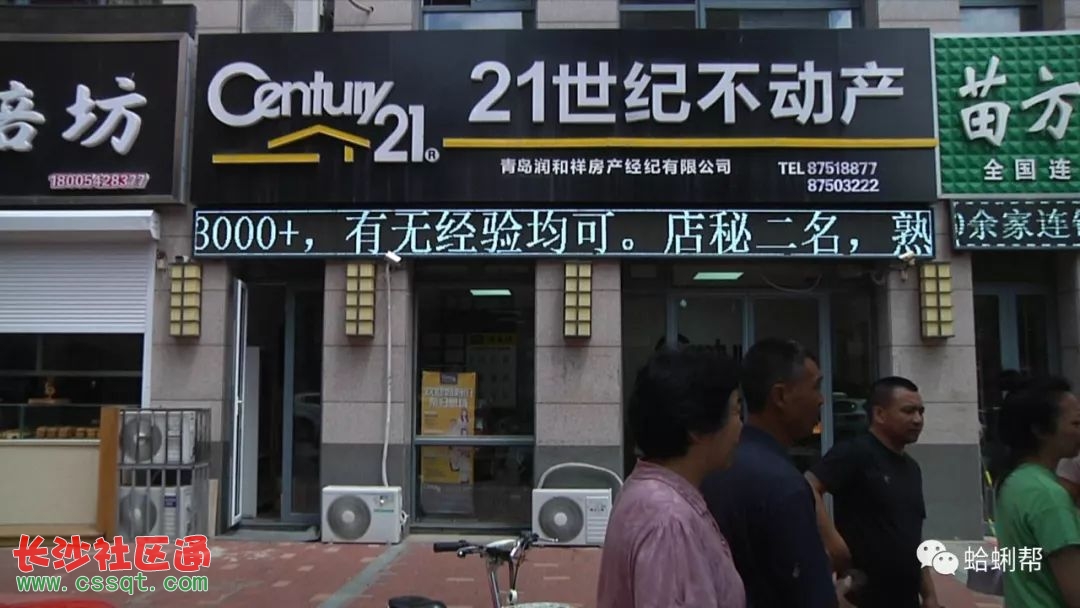 焙坊
18005428377
Century 21®
21世纪不动产
青岛润和祥房产经纪有限公司
TEL 87518877
87503222
3000+，有无经验均可。店秘二名，熟
苗方
全国连
0余家连锁
长沙社区通
www.cssqt.com
蛤蜊帮